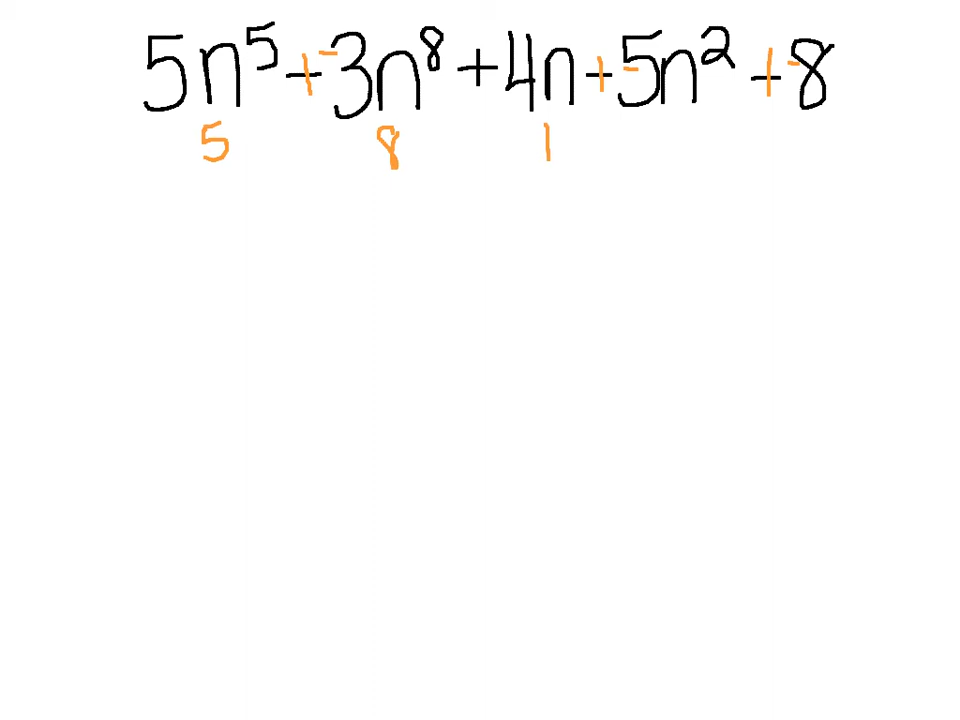 5n⁵ + -3n⁸ + 4n + -5n² + -8
5 8 1